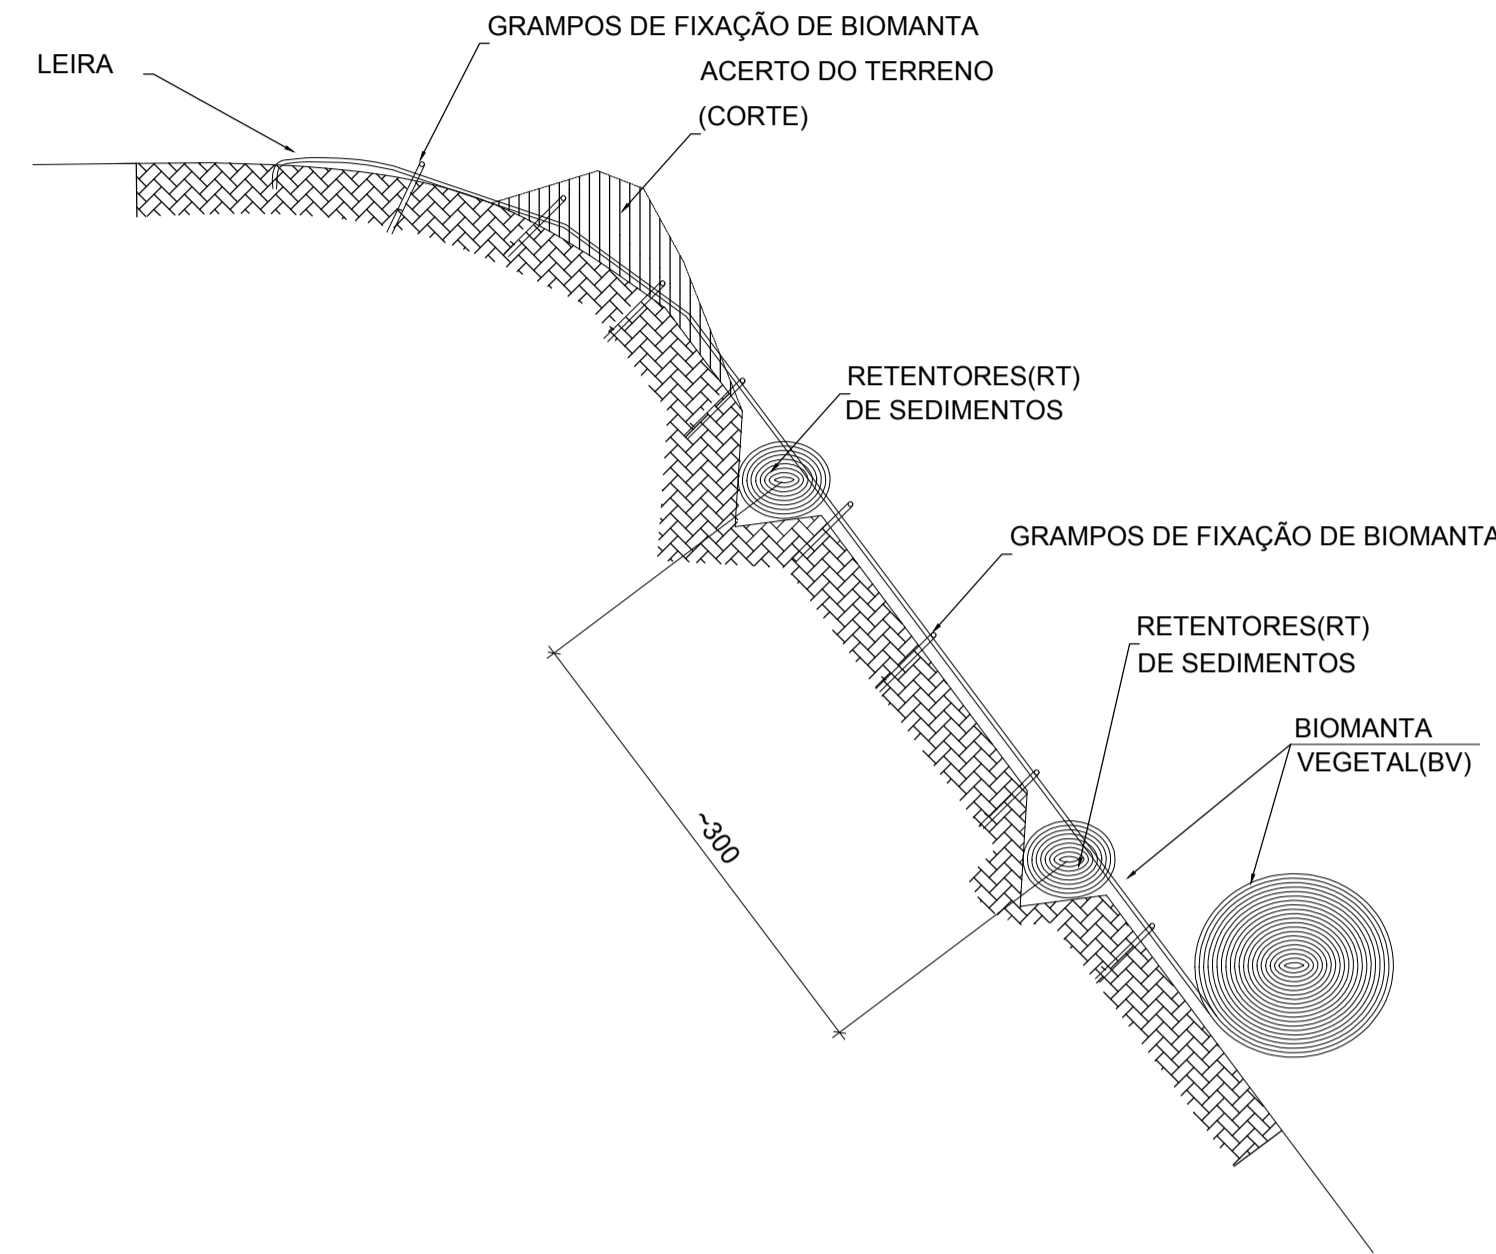 GRAMPOS DE FIXAÇÃO DE BIOMANTA
LEIRA
ACERTO DO TERRENO
(CORTE)
RETENTORES(RT)
DE SEDIMENTOS
GRAMPOS DE FIXAÇÃO DE BIOMANTA
RETENTORES(RT)
DE SEDIMENTOS
BIOMANTA
VEGETAL(BV)
~300